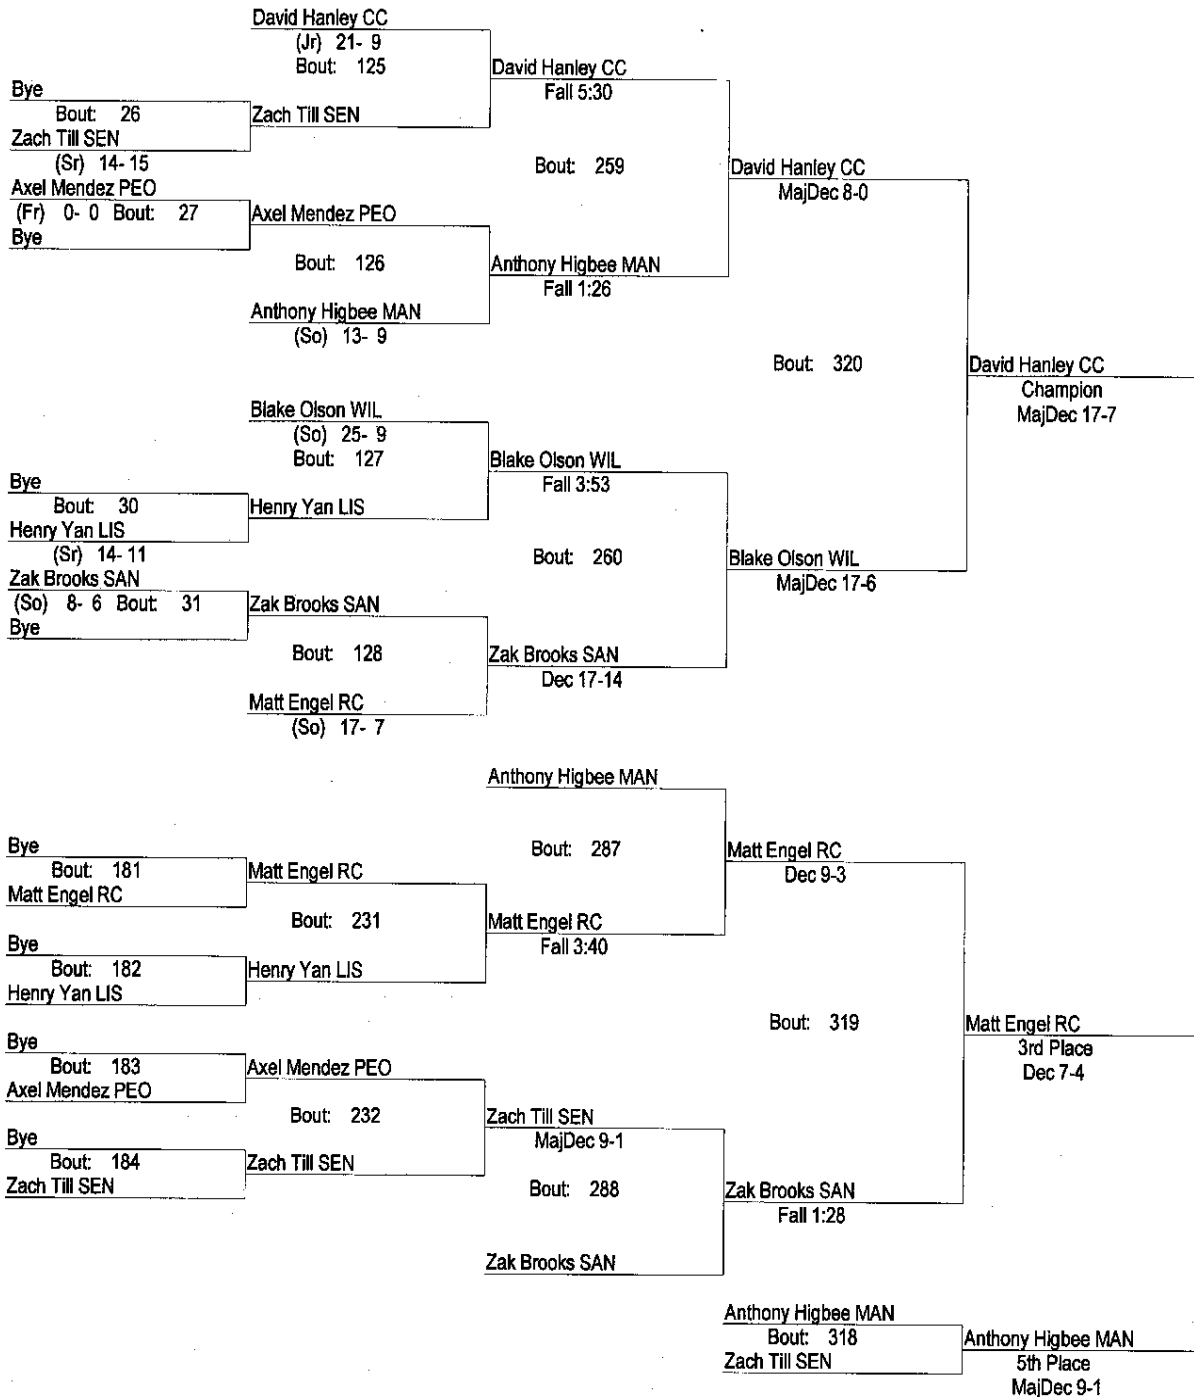 David Hanley CC
(Jr) 21- 9
Bout: 125
David Hanley CC
Fall 5:30
Bye
Bout: 26
Zach Till SEN
Zach Till SEN
(Sr) 14- 15
Bout: 259
David Hanley CC
MajDec 8-0
Axel Mendez PEO
(Fr) 0- 0 Bout: 27
Axel Mendez PEO
Bye
Bout: 126
Anthony Higbee MAN
Fall 1:26
Anthony Higbee MAN
(So) 13- 9
Bout: 320
David Hanley CC
Champion
MajDec 17-7
Blake Olson WIL
(So) 25- 9
Bout: 127
Blake Olson WIL
Fall 3:53
Bye
Bout: 30
Henry Yan LIS
Henry Yan LIS
(Sr) 14- 11
Bout: 260
Blake Olson WIL
MajDec 17-6
Zak Brooks SAN
(So) 8- 6 Bout: 31
Zak Brooks SAN
Bye
Bout: 128
Zak Brooks SAN
Dec 17-14
Matt Engel RC
(So) 17- 7
Anthony Higbee MAN
Bout: 287
Matt Engel RC
Dec 9-3
Bye
Bout: 181
Matt Engel RC
Matt Engel RC
Bout: 231
Matt Engel RC
Fall 3:40
Bye
Bout: 182
Henry Yan LIS
Henry Yan LIS
Bout: 319
Matt Engel RC
3rd Place
Dec 7-4
Bye
Bout: 183
Axel Mendez PEO
Axel Mendez PEO
Bout: 232
Zach Till SEN
MajDec 9-1
Bye
Bout: 184
Zach Till SEN
Zach Till SEN
Bout: 288
Zak Brooks SAN
Fall 1:28
Zak Brooks SAN
Anthony Higbee MAN
Bout: 318
Zach Till SEN
Anthony Higbee MAN
5th Place
MajDec 9-1